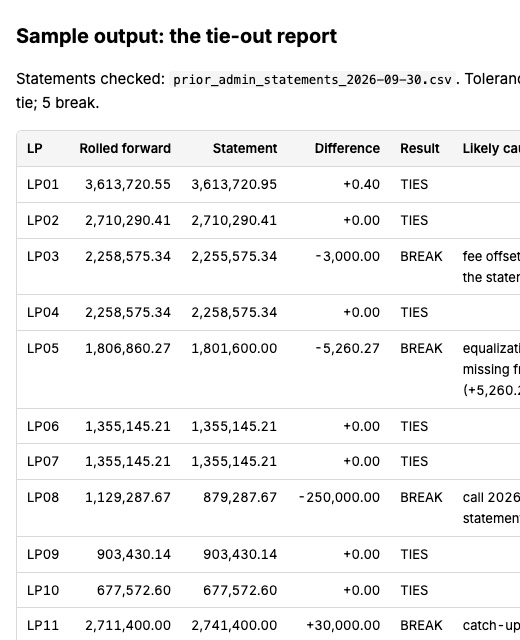 Sample output: the tie-out report
Statements checked: prior_admin_statements_2026-09-30.csv.
tie; 5 break.
LP Rolled forward Statement Difference Result Likely
LP01 3,613,720.55 3,613,720.95 +0.40 TIES
LP02 2,710,290.41 2,710,290.41 +0.00 TIES
LP03 2,258,575.34 2,255,575.34 -3,000.00 BREAK fee offset
the
LP04 2,258,575.34 2,258,575.34 +0.00 TIES
LP05 1,806,860.27 1,801,600.00 -5,260.27 BREAK
missing
(+5,260.2
LP06 1,355,145.21 1,355,145.21 +0.00 TIES
LP07 1,355,145.21 1,355,145.21 +0.00 TIES
LP08 1,129,287.67 879,287.67 -250,000.00 BREAK call 2026
statement
LP09 903,430.14 903,430.14 +0.00 TIES
LP10 677,572.60 677,572.60 +0.00 TIES
LP11 2,711,400.00 2,741,400.00 +30,000.00 BREAK catch-up